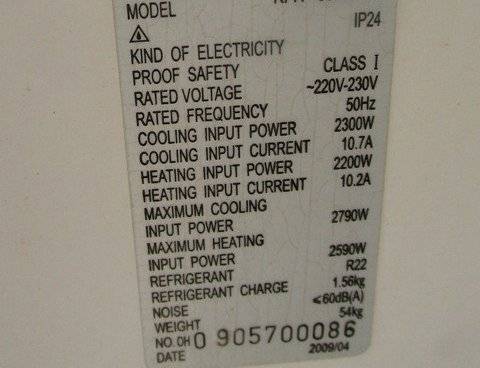 MODEL
IP24
KIND OF ELECTRICITY
PROOF SAFETY CLASS I
RATED VOLTAGE ~220V-230V
RATED FREQUENCY 50Hz
COOLING INPUT POWER 2300W
COOLING INPUT CURRENT 10.7A
HEATING INPUT POWER 2200W
HEATING INPUT CURRENT 10.2A
MAXIMUM COOLING
INPUT POWER 2790W
MAXIMUM HEATING
INPUT POWER 2590W
REFRIGERANT R22
REFRIGERANT CHARGE 1.56kg
NOISE ≤60dB(A)
WEIGHT 54kg
NO. 0H0 905700086
DATE 2009/04